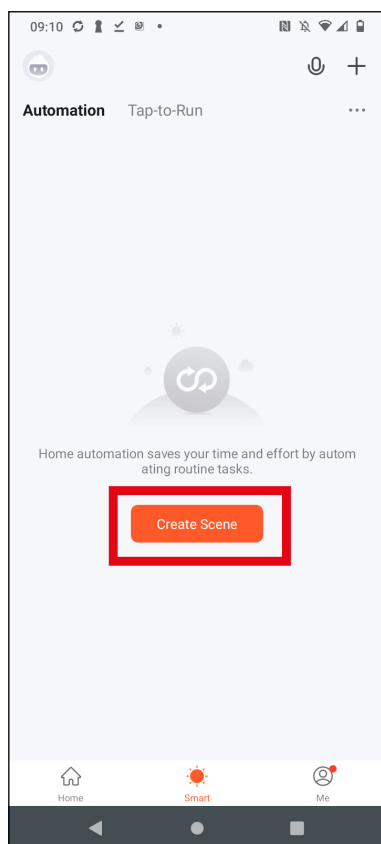 09:10
Automation Tap-to-Run
Home automation saves your time and effort by autom
ating routine tasks.
Create Scene
Home Smart Me